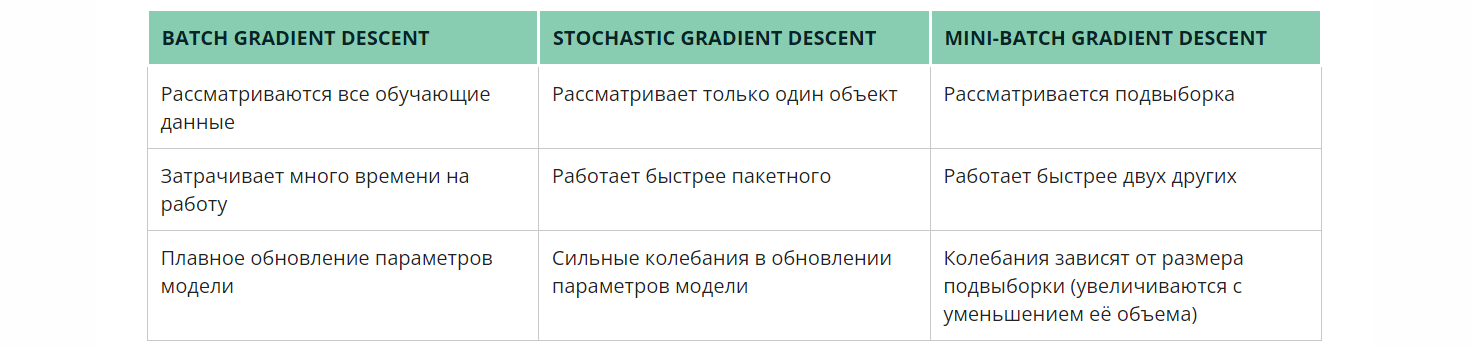 BATCH GRADIENT DESCENT
STOCHASTIC GRADIENT DESCENT
MINI-BATCH GRADIENT DESCENT
Рассматриваются все обучающие
данные
Рассматривает только один объект
Рассматривается подвыборка
Затрачивает много времени на
работу
Работает быстрее пакетного
Работает быстрее двух других
Плавное обновление параметров
модели
Сильные колебания в обновлении
параметров модели
Колебания зависят от размера
подвыборки (увеличиваются с
уменьшением её объема)